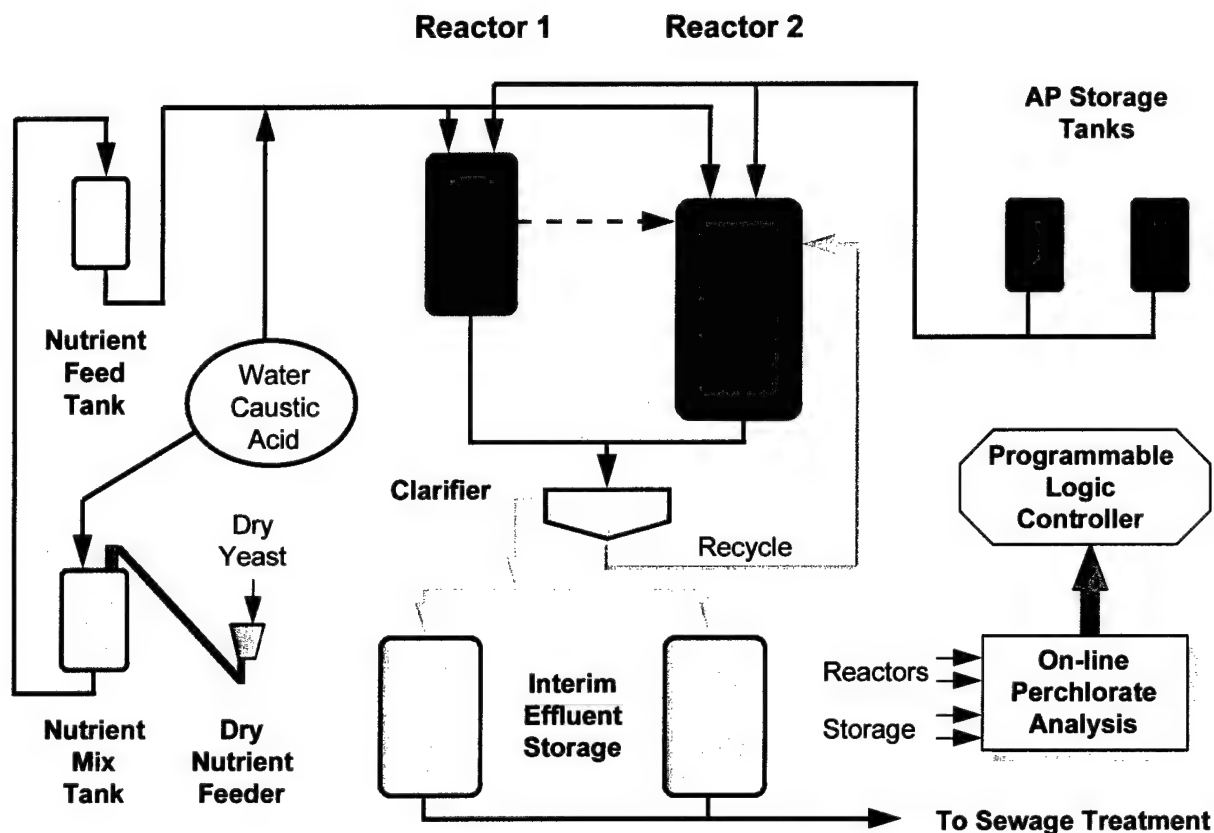 Reactor 1
Reactor 2
AP Storage
Tanks
Nutrient
Feed
Tank
Water
Caustic
Acid
Programmable
Logic
Controller
Clarifier
Dry
Yeast
Recycle
Reactors
Storage
On-line
Perchlorate
Analysis
Interim
Effluent
Storage
Nutrient
Mix
Tank
Dry
Nutrient
Feeder
To Sewage Treatment